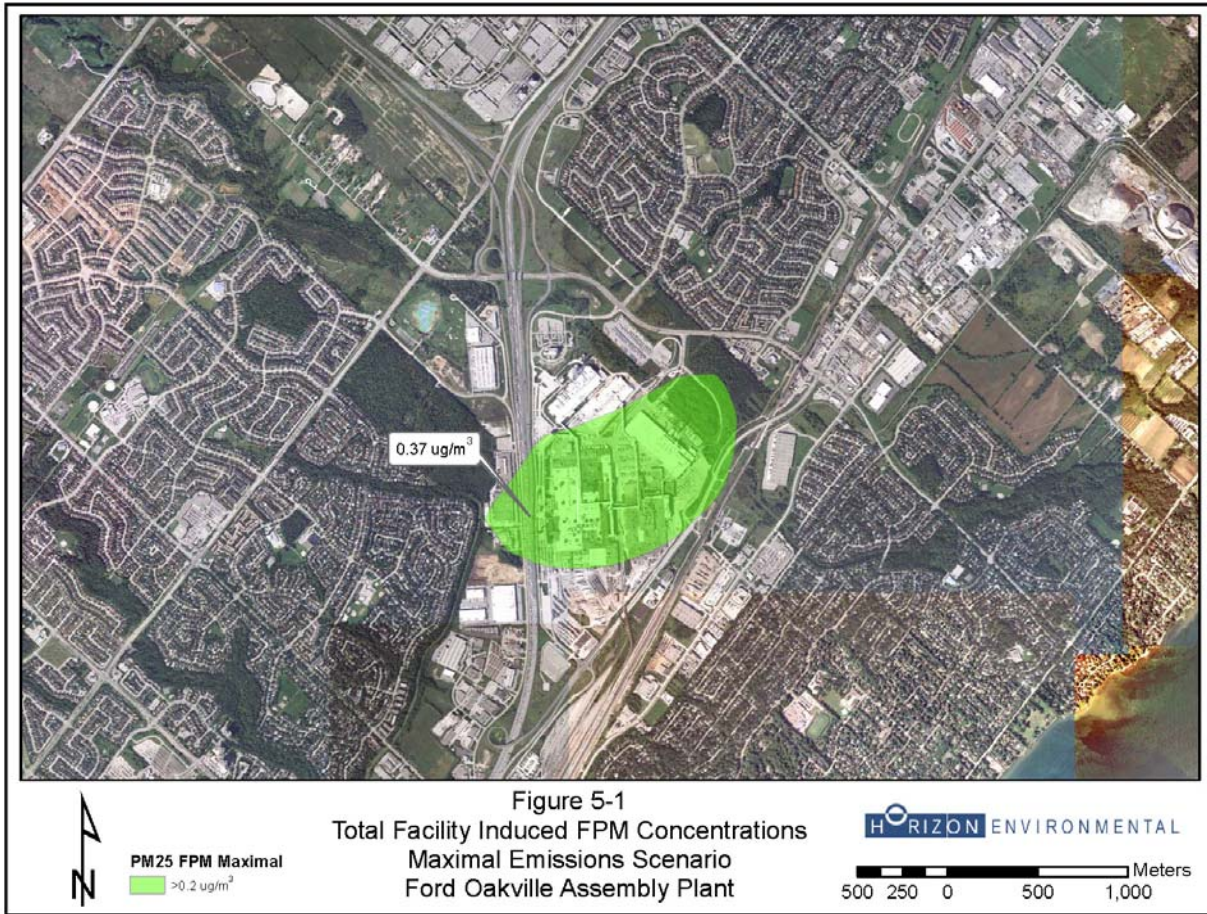 0.37 ug/m³
Figure 5-1
Total Facility Induced FPM Concentrations
Maximal Emissions Scenario
Ford Oakville Assembly Plant
N
PM25 FPM Maximal
>0.2 ug/m³
HORIZON ENVIRONMENTAL
Meters
500 250 0 500 1,000